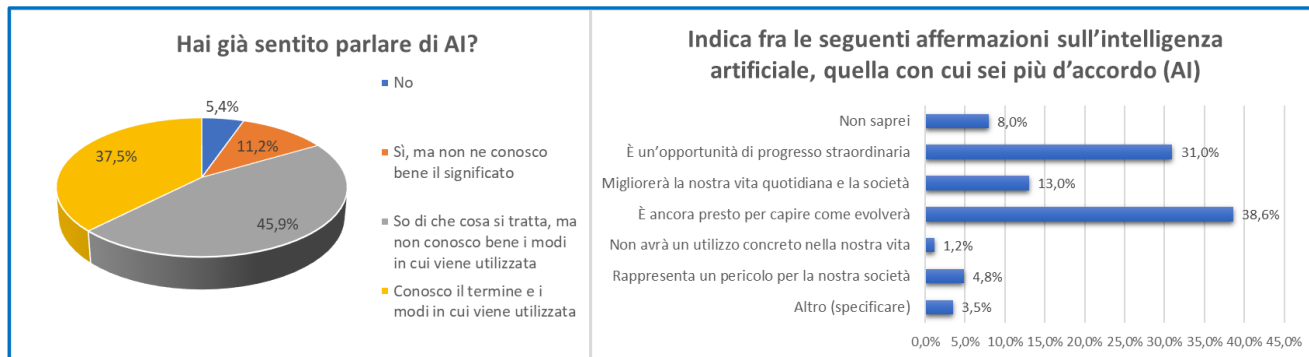 Hai già sentito parlare di AI?
No
Sì, ma non ne conosco
bene il significato
So di che cosa si tratta, ma
non conosco bene i modi
in cui viene utilizzata
Conosco il termine e i
modi in cui viene utilizzata
5,4%
11,2%
37,5%
45,9%
Indica fra le seguenti affermazioni sull’intelligenza
artificiale, quella con cui sei più d’accordo (AI)
Non saprei 8,0%
È un’opportunità di progresso straordinaria 31,0%
Migliorerà la nostra vita quotidiana e la società 13,0%
È ancora presto per capire come evolverà 38,6%
Non avrà un utilizzo concreto nella nostra vita 1,2%
Rappresenta un pericolo per la nostra società 4,8%
Altro (specificare) 3,5%
0,0% 5,0% 10,0% 15,0% 20,0% 25,0% 30,0% 35,0% 40,0% 45,0%